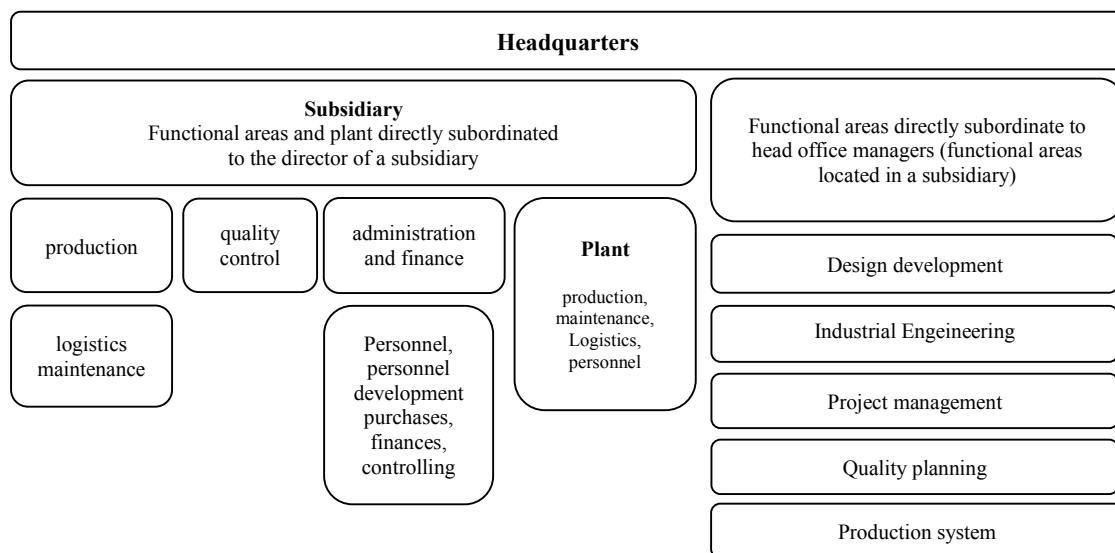 Headquarters
Subsidiary
Functional areas and plant directly subordinated
to the director of a subsidiary
Functional areas directly subordinate to
head office managers (functional areas
located in a subsidiary)
production
quality
control
administration
and finance
Plant
production,
maintenance,
Logistics,
personnel
logistics
maintenance
Personnel,
personnel
development
purchases,
finances,
controlling
Design development
Industrial Engeineering
Project management
Quality planning
Production system